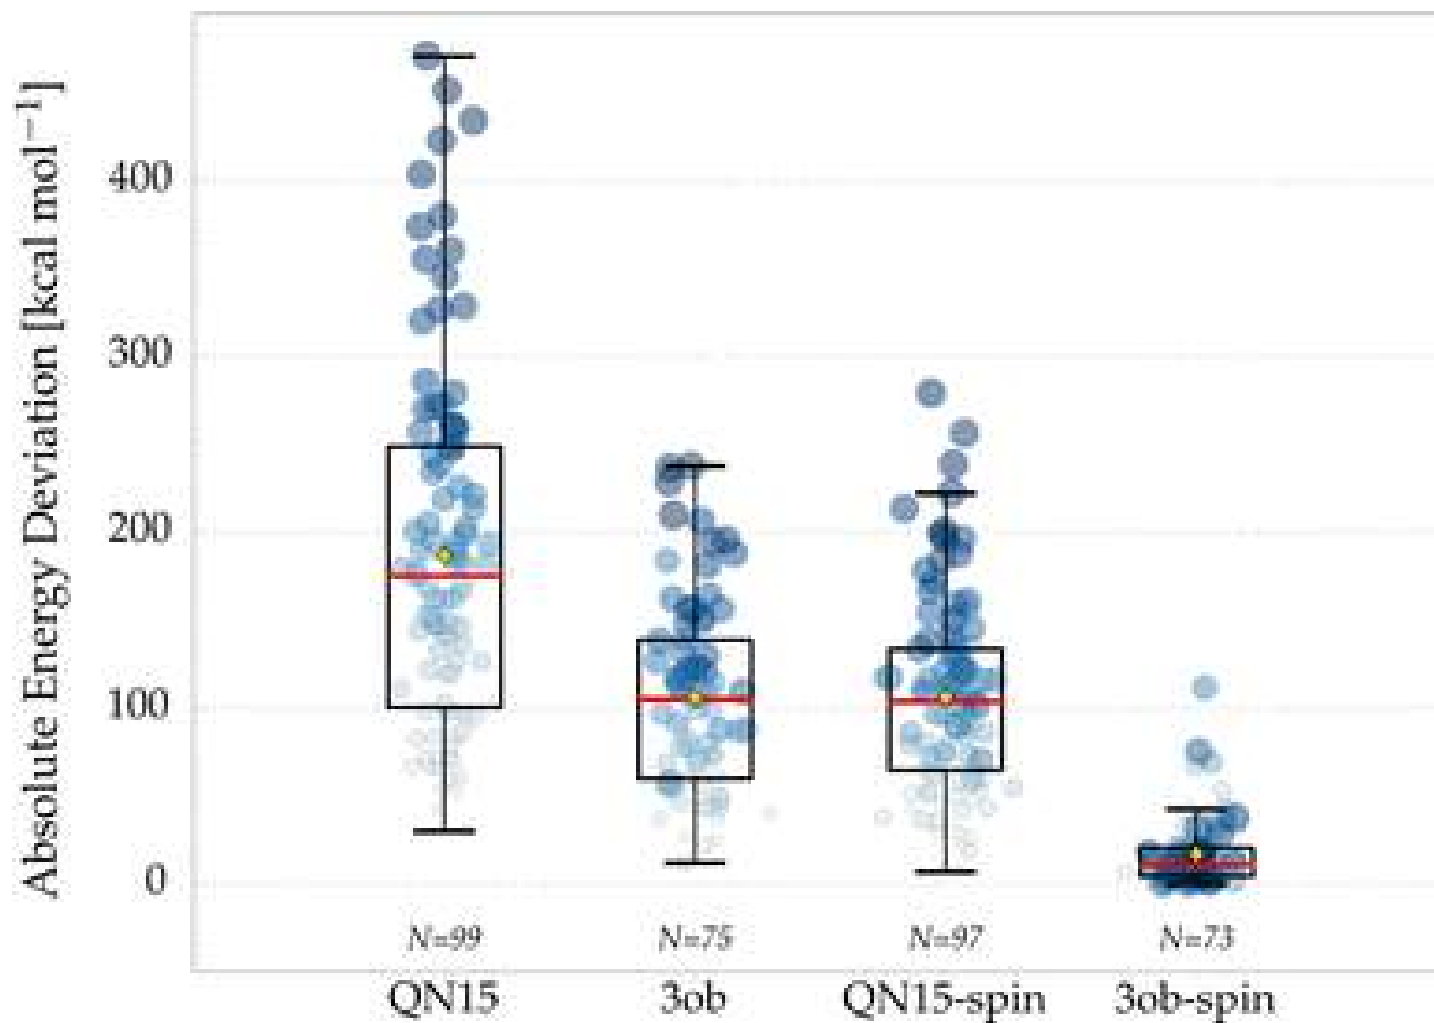 Absolute Energy Deviation [kcal mol⁻¹]
400
300
200
100
0
N=99 N=75 N=97 N=73
QN15 3ob QN15-spin 3ob-spin